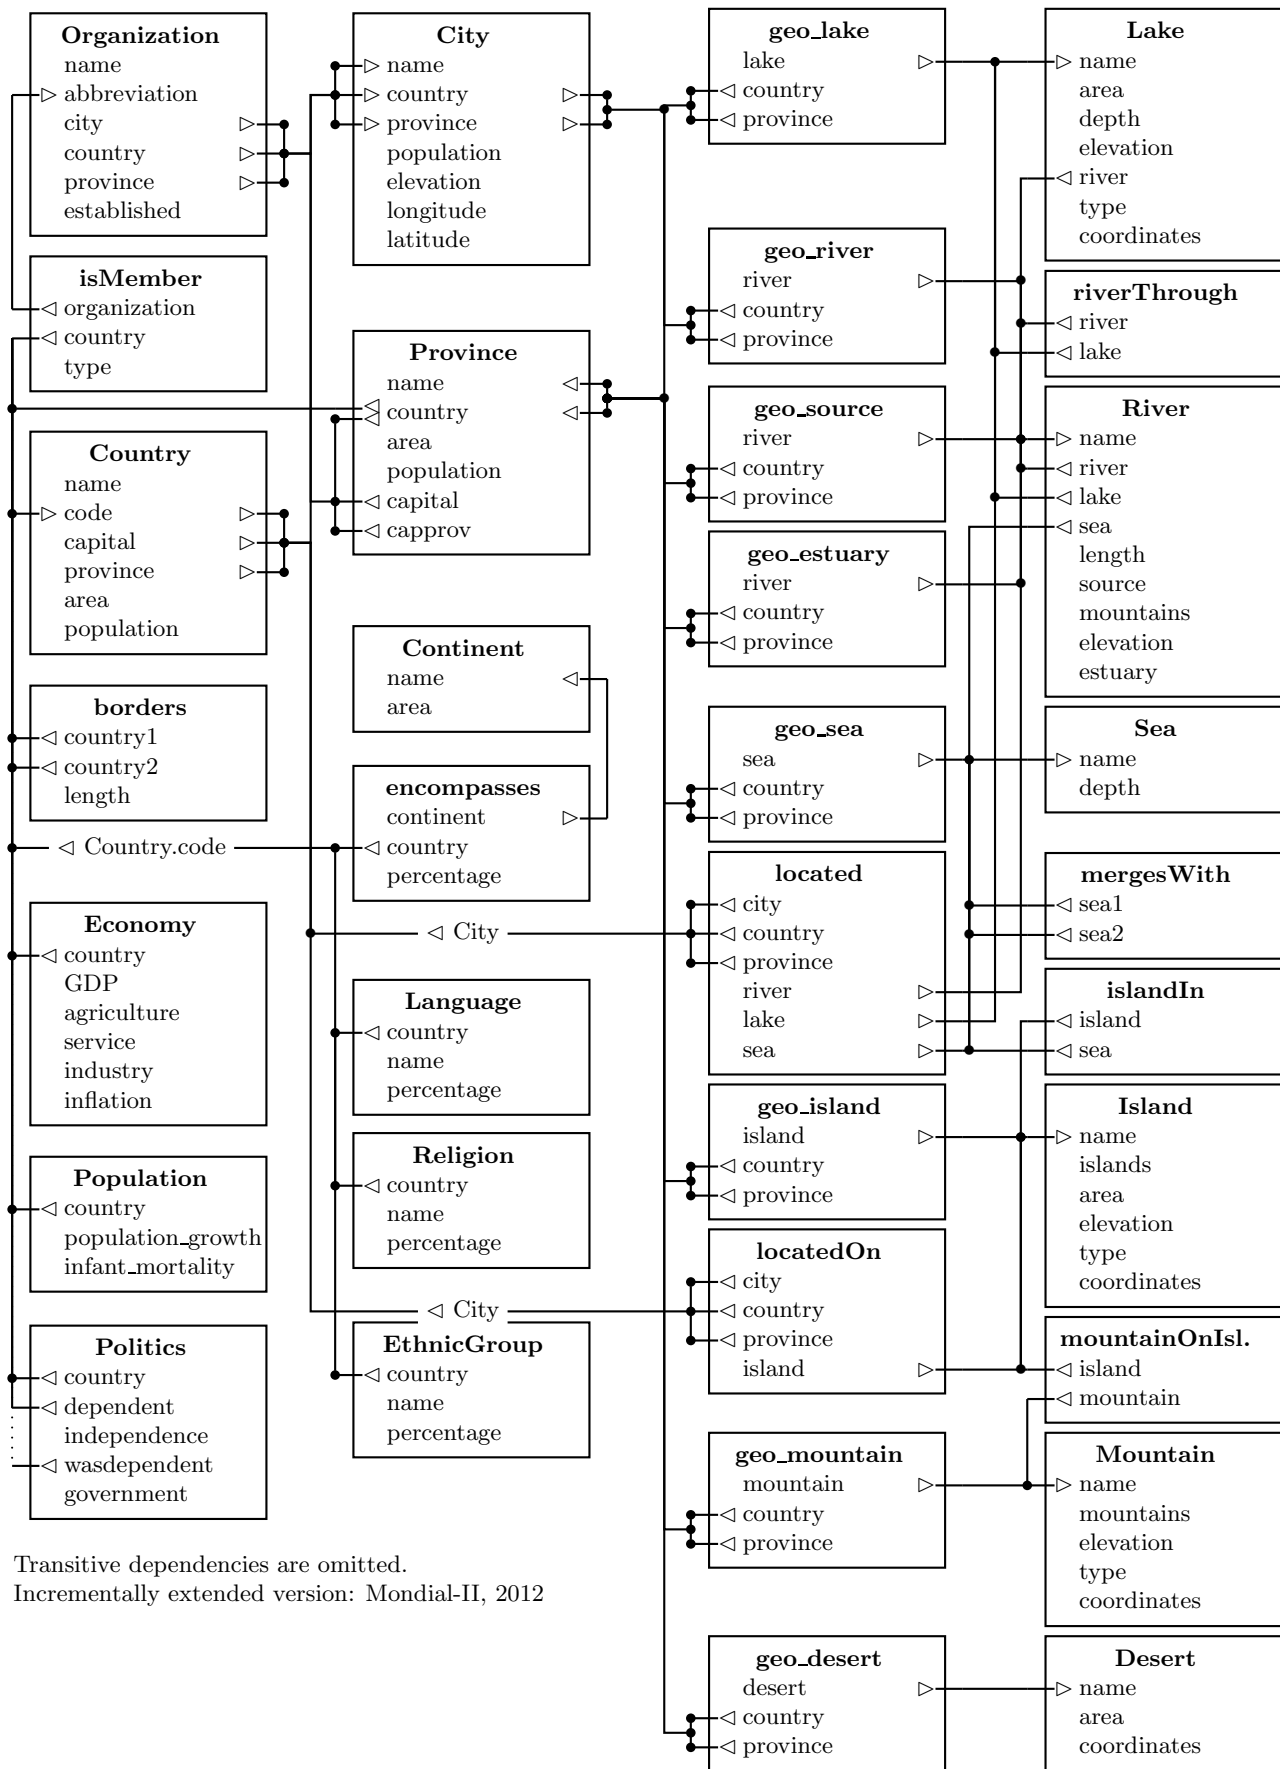 Organization
name
abbreviation
city
country
province
established
isMember
organization
country
type
Country
name
code
capital
province
area
population
borders
country1
country2
length
◁ Country.code
Economy
country
GDP
agriculture
service
industry
inflation
Population
country
population_growth
infant_mortality
Politics
country
dependent
independence
wasdependent
government
City
name
country
province
population
elevation
longitude
latitude
Province
name
country
area
population
capital
capprov
Continent
name
area
encompasses
continent
country
percentage
◁ City
Language
country
name
percentage
Religion
country
name
percentage
◁ City
EthnicGroup
country
name
percentage
geo_lake
lake
country
province
geo_river
river
country
province
geo_source
river
country
province
geo_estuary
river
country
province
geo_sea
sea
country
province
located
city
country
province
river
lake
sea
geo_island
island
country
province
locatedOn
city
country
province
island
geo_mountain
mountain
country
province
geo_desert
desert
country
province
Lake
name
area
depth
elevation
river
type
coordinates
riverThrough
river
lake
River
name
river
lake
sea
length
source
mountains
elevation
estuary
Sea
name
depth
mergesWith
sea1
sea2
islandIn
island
sea
Island
name
islands
area
elevation
type
coordinates
mountainOnIsl.
island
mountain
Mountain
name
mountains
elevation
type
coordinates
Desert
name
area
coordinates
Transitive dependencies are omitted.
Incrementally extended version: Mondial-II, 2012